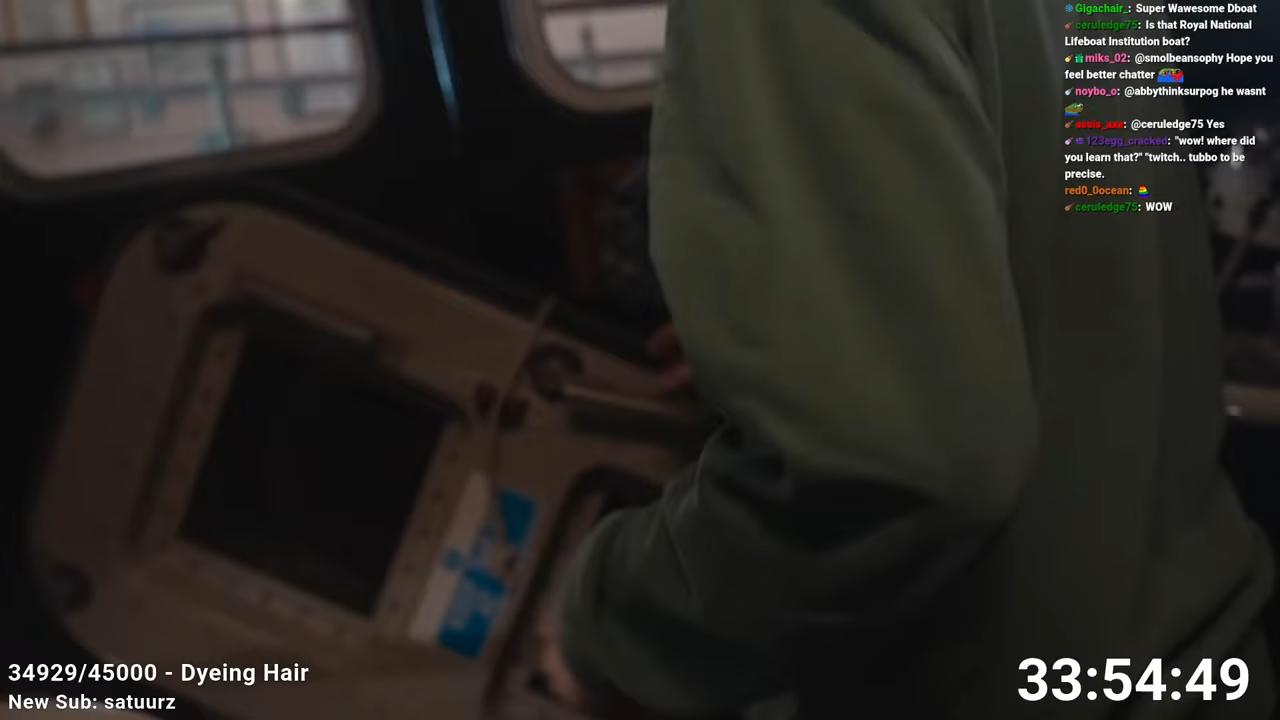 Gigachair_: Super Wawesome Dboat
ceruledge75: Is that Royal National
Lifeboat Institution boat?
miks_02: @smolbeansophy Hope you
feel better chatter
noybo_o: @abbythinksurpog he wasnt
assis_axe: @ceruledge75 Yes
123egg_cracked: "wow! where did
you learn that?" "twitch.. tubbo to be
precise.
red0_0ocean:
ceruledge75: WOW
34929/45000 - Dyeing Hair
New Sub: satuurz
33:54:49